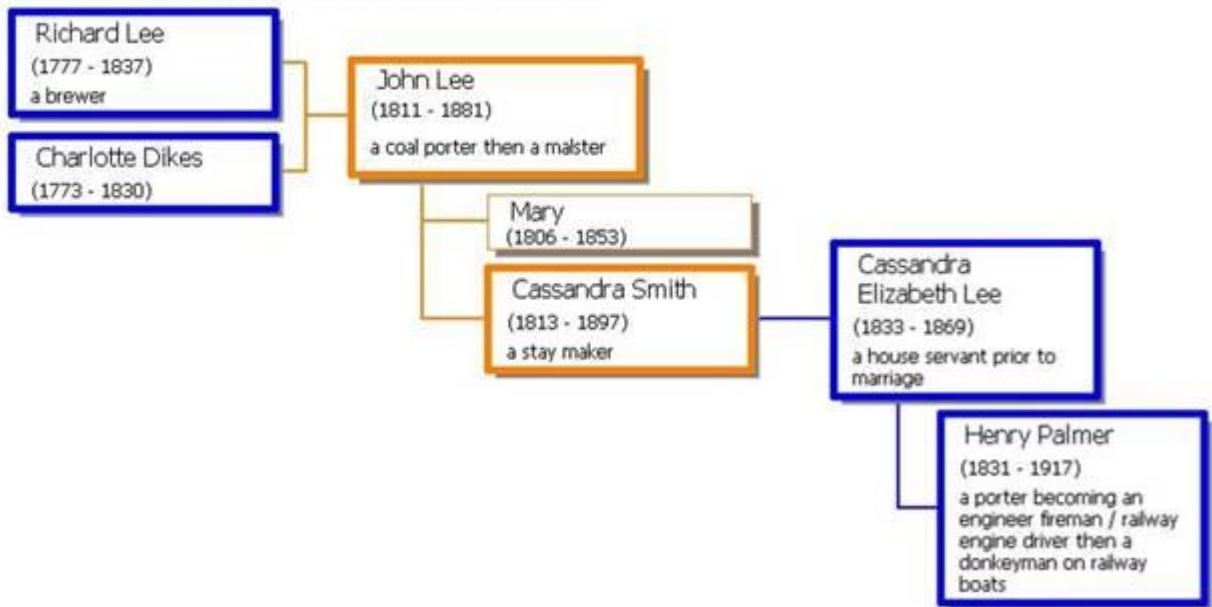 Richard Lee
(1777 - 1837)
a brewer
Charlotte Dikes
(1773 - 1830)
John Lee
(1811 - 1881)
a coal porter then a malster
Mary
(1806 - 1853)
Cassandra Smith
(1813 - 1897)
a stay maker
Cassandra
Elizabeth Lee
(1833 - 1869)
a house servant prior to
marriage
Henry Palmer
(1831 - 1917)
a porter becoming an
engineer fireman / railway
engine driver then a
donkeyman on railway
boats